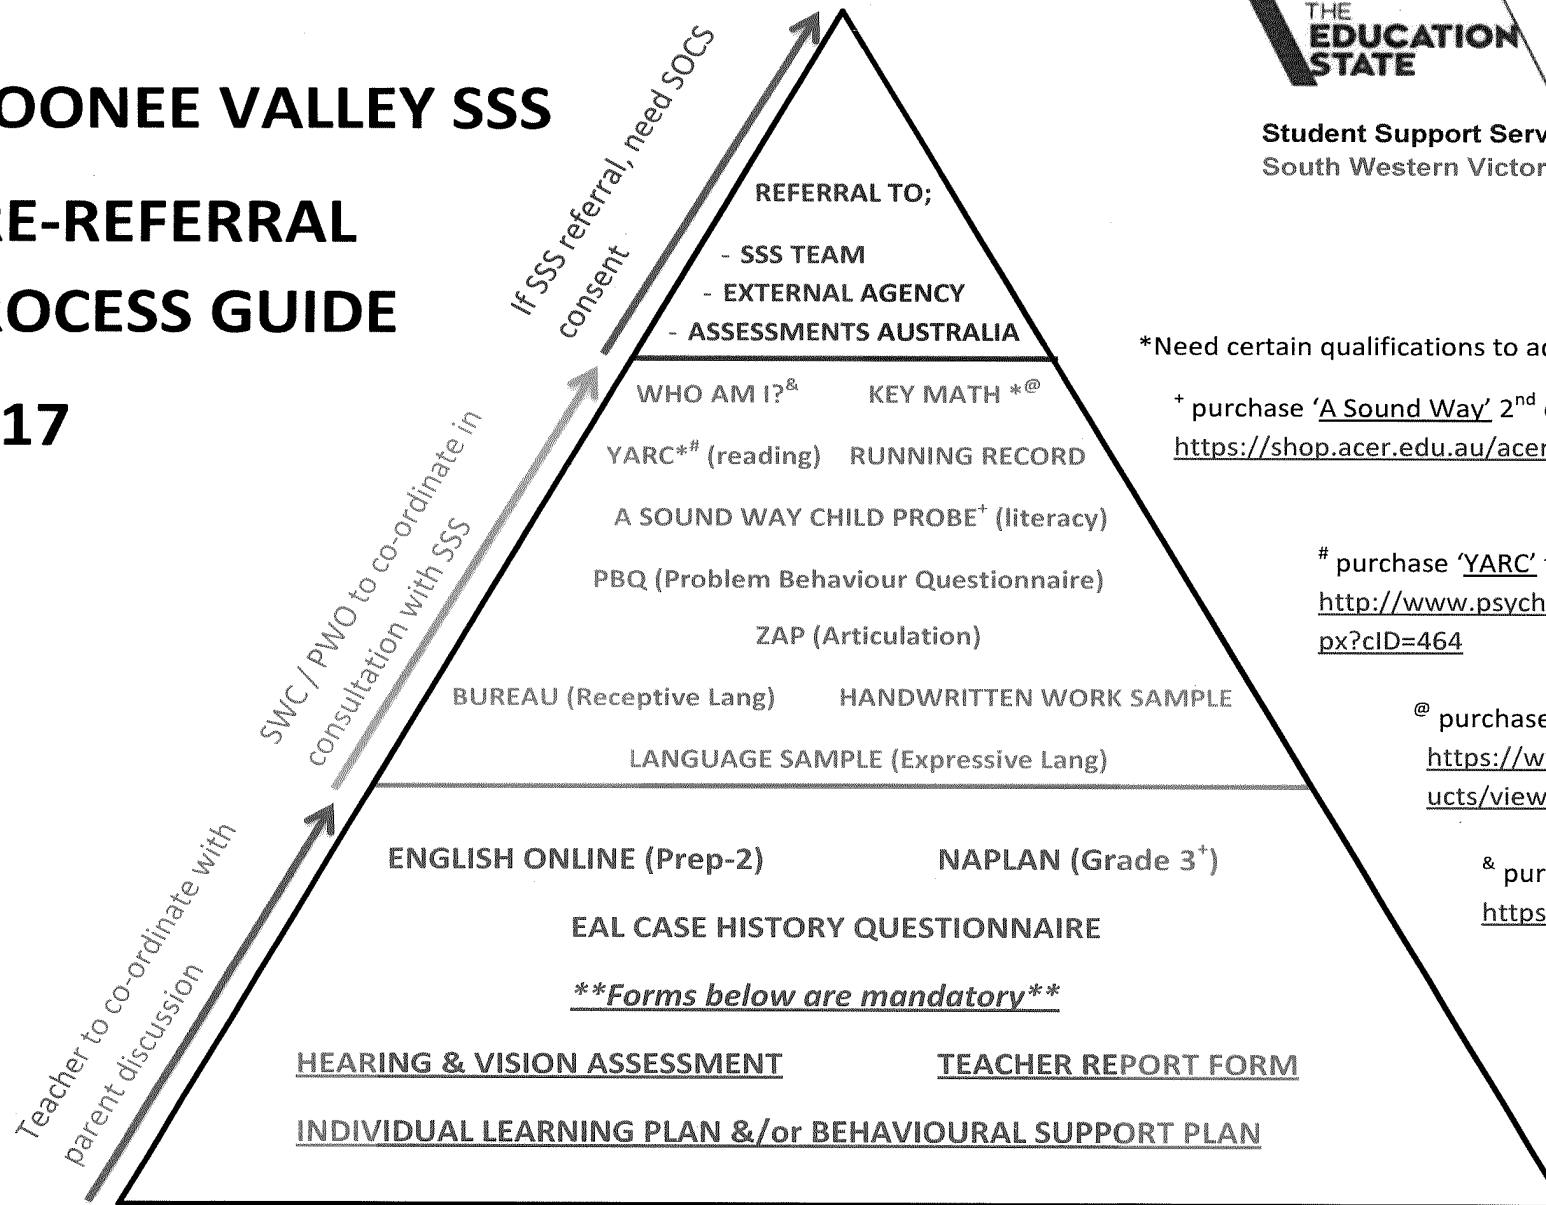 OONEE VALLEY SSS
RE-REFERRAL
ROCESS GUIDE
17
THE
EDUCATION
STATE
Student Support Serv
South Western Victor
If SSS referral, need SOCS
consent
SWC / PWO to co-ordinate in
consultation with SSS
Teacher to co-ordinate with
parent discussion
REFERRAL TO;
- SSS TEAM
- EXTERNAL AGENCY
- ASSESSMENTS AUSTRALIA
WHO AM I?& KEY MATH *@
YARC*# (reading) RUNNING RECORD
A SOUND WAY CHILD PROBE+ (literacy)
PBQ (Problem Behaviour Questionnaire)
ZAP (Articulation)
BUREAU (Receptive Lang) HANDWRITTEN WORK SAMPLE
LANGUAGE SAMPLE (Expressive Lang)
ENGLISH ONLINE (Prep-2) NAPLAN (Grade 3+)
EAL CASE HISTORY QUESTIONNAIRE
**Forms below are mandatory**
HEARING & VISION ASSESSMENT TEACHER REPORT FORM
INDIVIDUAL LEARNING PLAN &/or BEHAVIOURAL SUPPORT PLAN
*Need certain qualifications to ad
+ purchase ‘A Sound Way’ 2nd
https://shop.acer.edu.au/acer
# purchase ‘YARC’
http://www.psych
px?cID=464
@ purchase
https://w
ucts/view
& pur
https